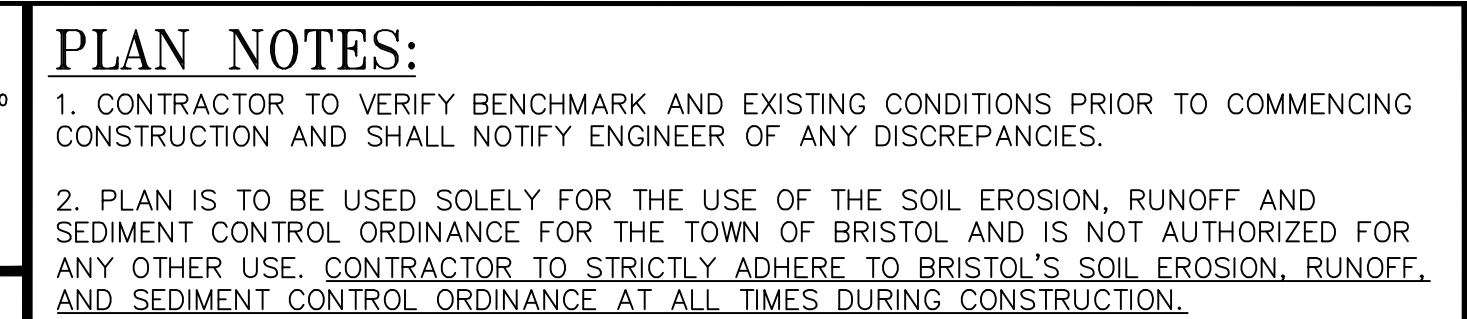 PLAN NOTES:
1. CONTRACTOR TO VERIFY BENCHMARK AND EXISTING CONDITIONS PRIOR TO COMMENCING
CONSTRUCTION AND SHALL NOTIFY ENGINEER OF ANY DISCREPANCIES.
2. PLAN IS TO BE USED SOLELY FOR THE USE OF THE SOIL EROSION, RUNOFF AND
SEDIMENT CONTROL ORDINANCE FOR THE TOWN OF BRISTOL AND IS NOT AUTHORIZED FOR
ANY OTHER USE. CONTRACTOR TO STRICTLY ADHERE TO BRISTOL'S SOIL EROSION, RUNOFF,
AND SEDIMENT CONTROL ORDINANCE AT ALL TIMES DURING CONSTRUCTION.